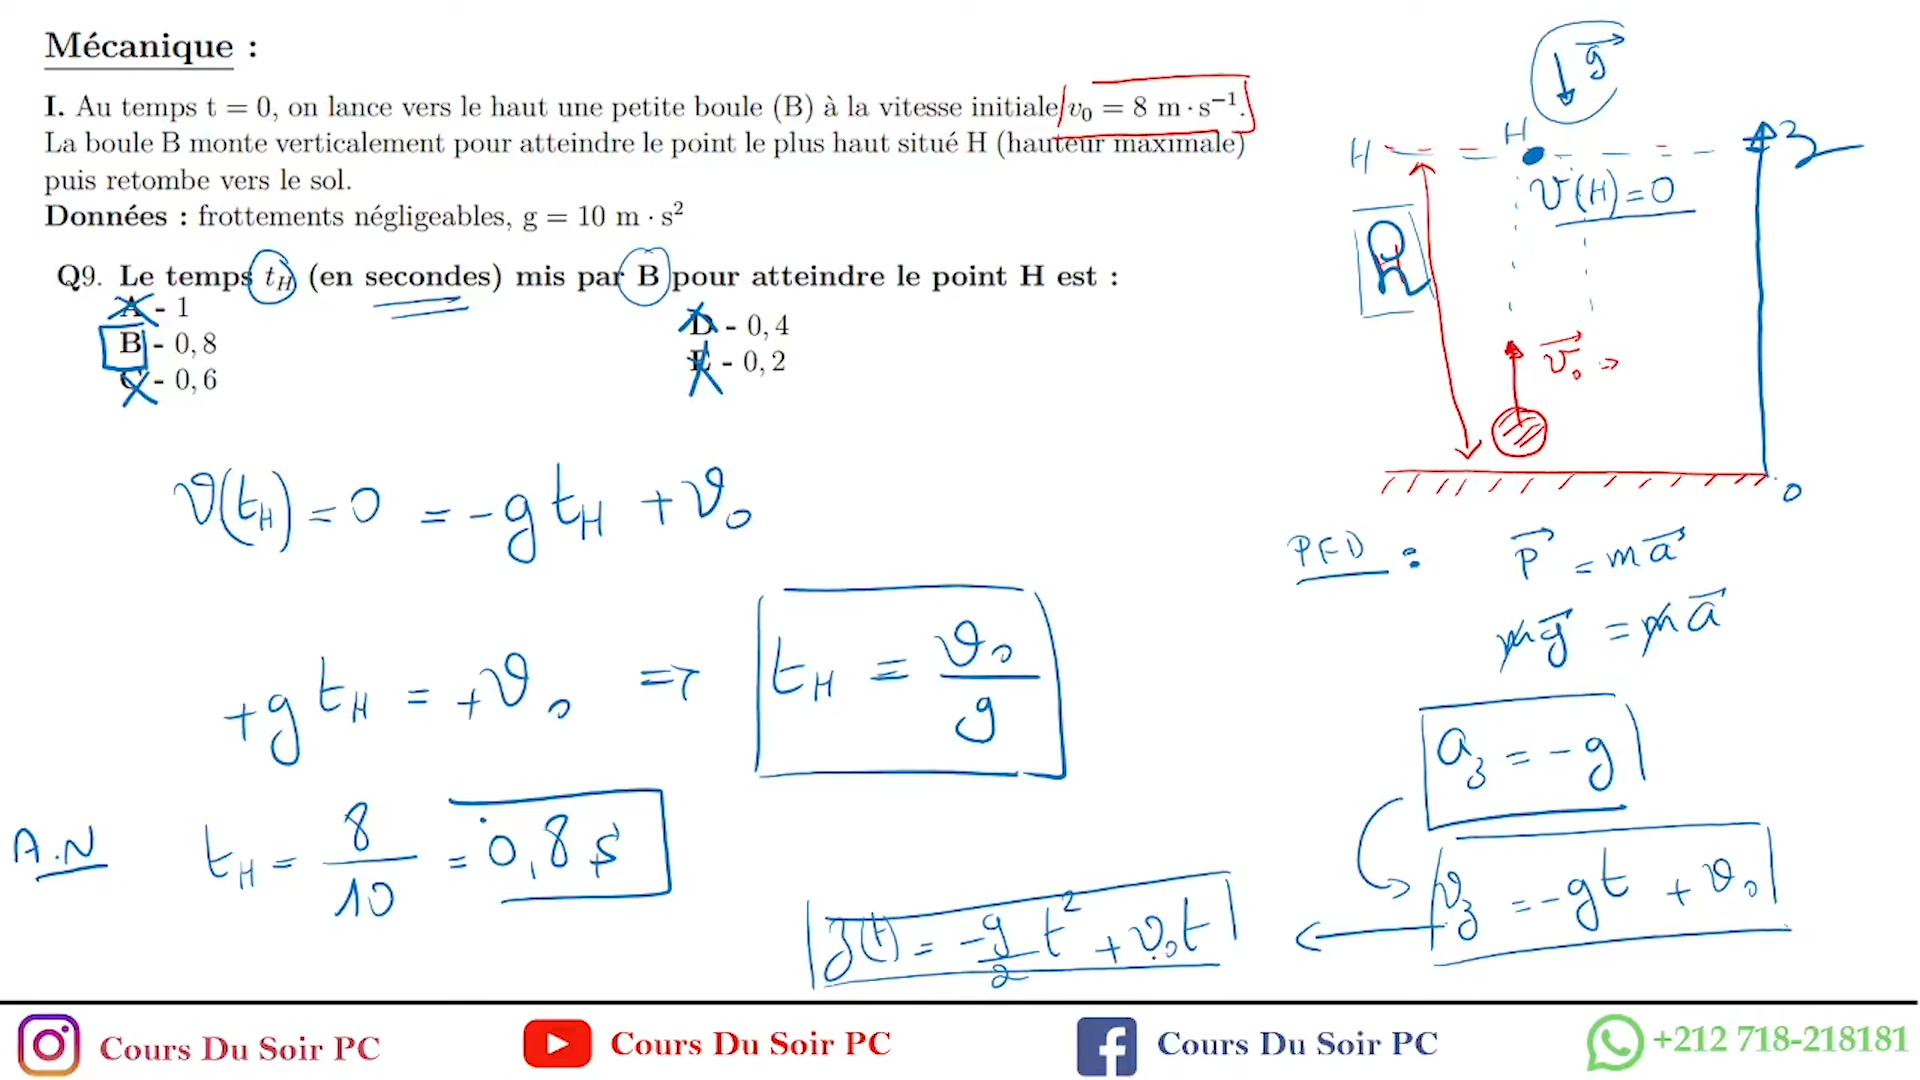 Mécanique :
I. Au temps t = 0, on lance vers le haut une petite boule (B) à la vitesse initiale v₀ = 8 m · s⁻¹.
La boule B monte verticalement pour atteindre le point le plus haut situé H (hauteur maximale)
puis retombe vers le sol.
Données : frottements négligeables, g = 10 m · s²
Q9. Le temps t_H (en secondes) mis par B pour atteindre le point H est :
A - 1
B - 0, 8
C - 0, 6
D - 0, 4
E - 0, 2
g⃗
H
H
z
v(H) = 0
v⃗₀
0
v(t_H) = 0 = -g t_H + v₀
+g t_H = +v₀ => t_H = v₀/g
A.N t_H = 8/10 = 0,8 s
PFD : P⃗ = m a⃗
m g⃗ = m a⃗
a_z = -g
v_z = -gt + v₀
z(t) = -g/2 t² + v₀t
Cours Du Soir PC
Cours Du Soir PC
Cours Du Soir PC
+212 718-218181